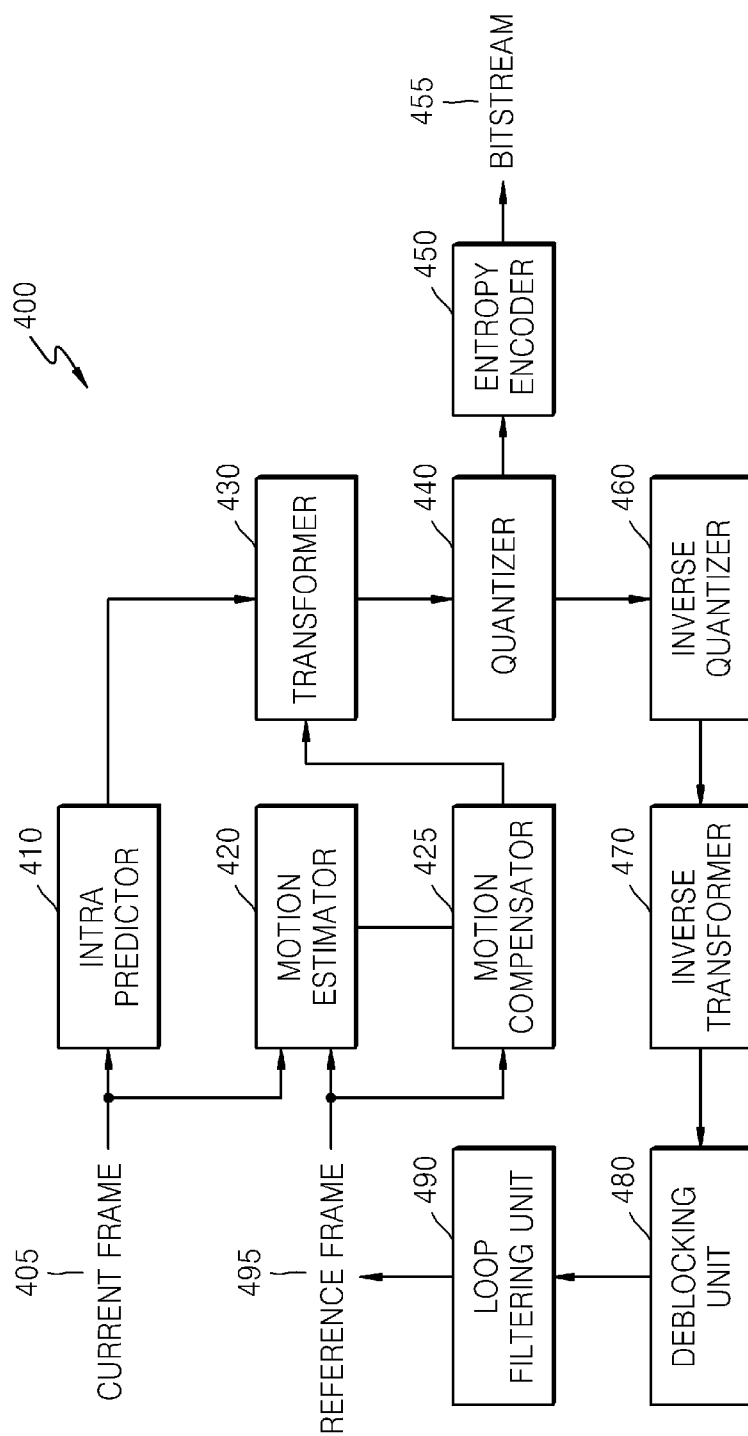 400
405
CURRENT FRAME
410
INTRA
PREDICTOR
495
REFERENCE FRAME
420
MOTION
ESTIMATOR
430
TRANSFORMER
425
MOTION
COMPENSATOR
440
QUANTIZER
450
ENTROPY
ENCODER
455
BITSTREAM
490
LOOP
FILTERING UNIT
480
DEBLOCKING
UNIT
470
INVERSE
TRANSFORMER
460
INVERSE
QUANTIZER